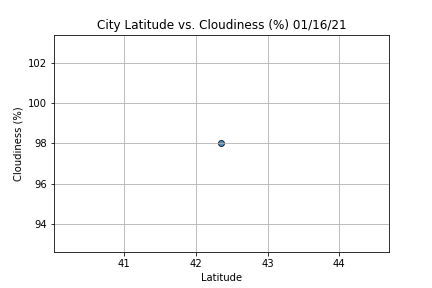 City Latitude vs. Cloudiness (%) 01/16/21
102
100
98
96
94
Cloudiness (%)
41 42 43 44
Latitude